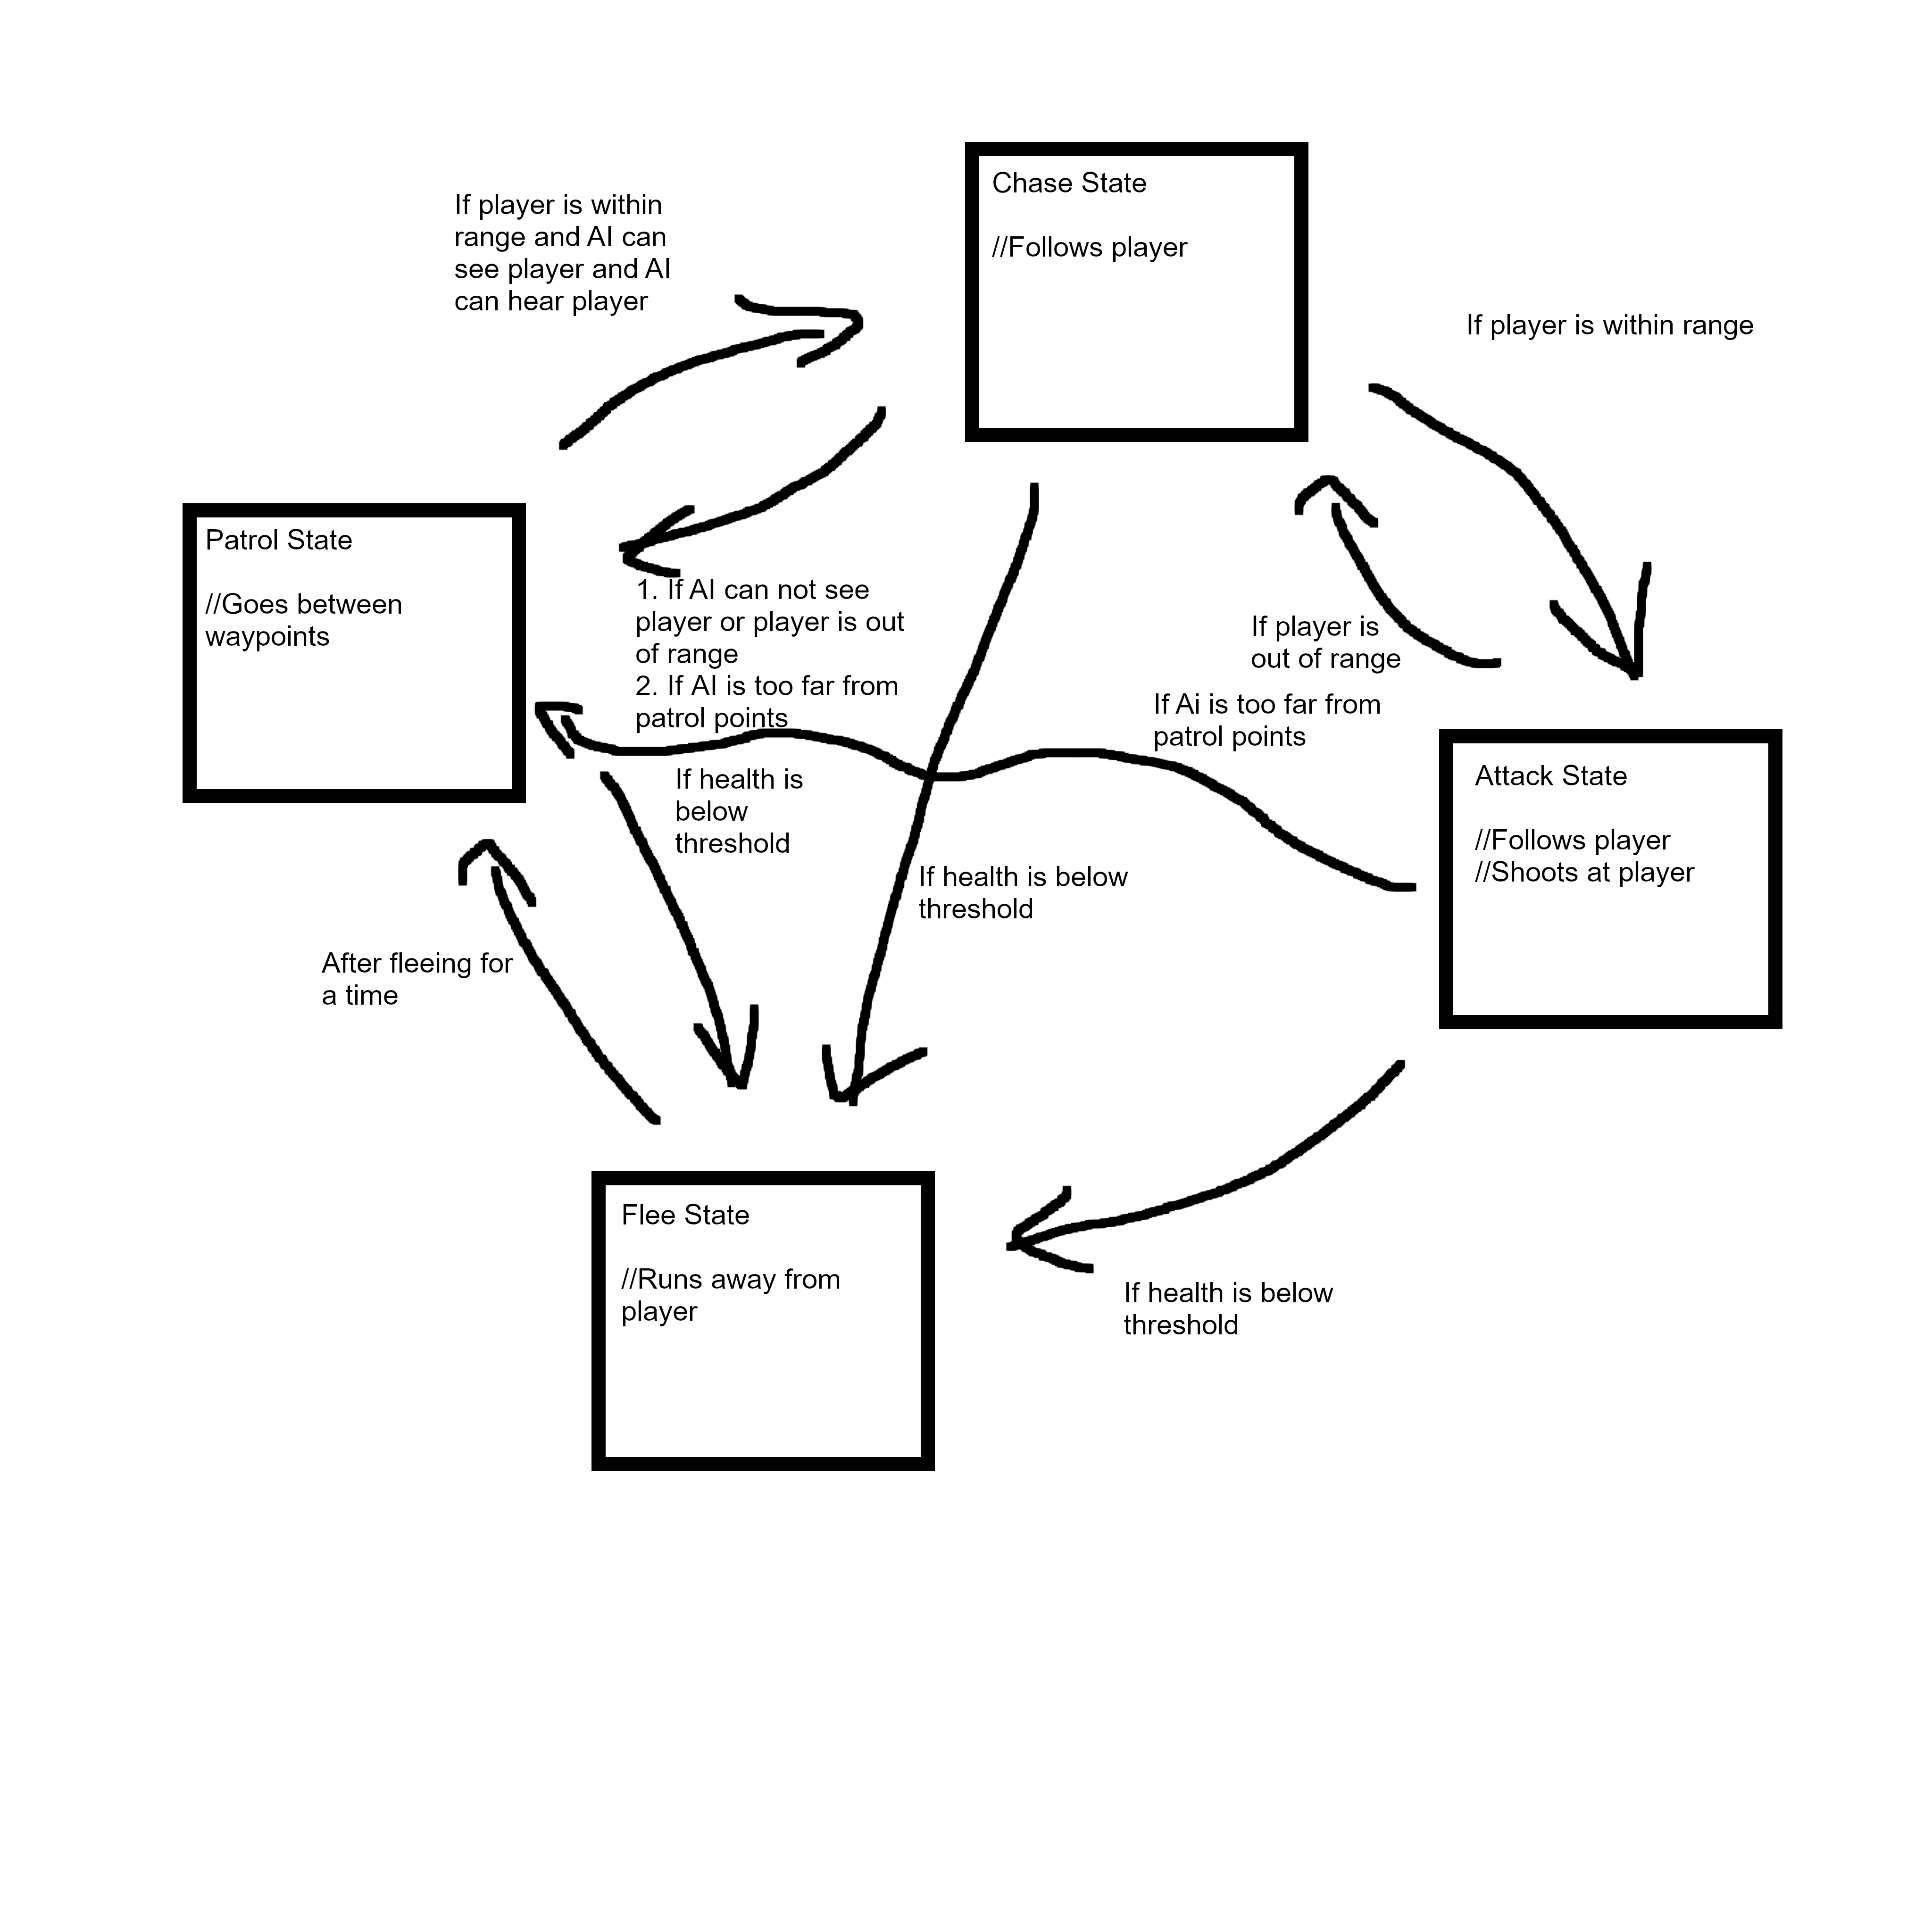 Chase State
//Follows player
If player is within
range and AI can
see player and AI
can hear player
If player is within range
Patrol State
//Goes between
waypoints
1. If AI can not see
player or player is out
of range
2. If AI is too far from
patrol points
If player is
out of range
If Ai is too far from
patrol points
Attack State
//Follows player
//Shoots at player
If health is
below
threshold
If health is below
threshold
After fleeing for
a time
Flee State
//Runs away from
player
If health is below
threshold